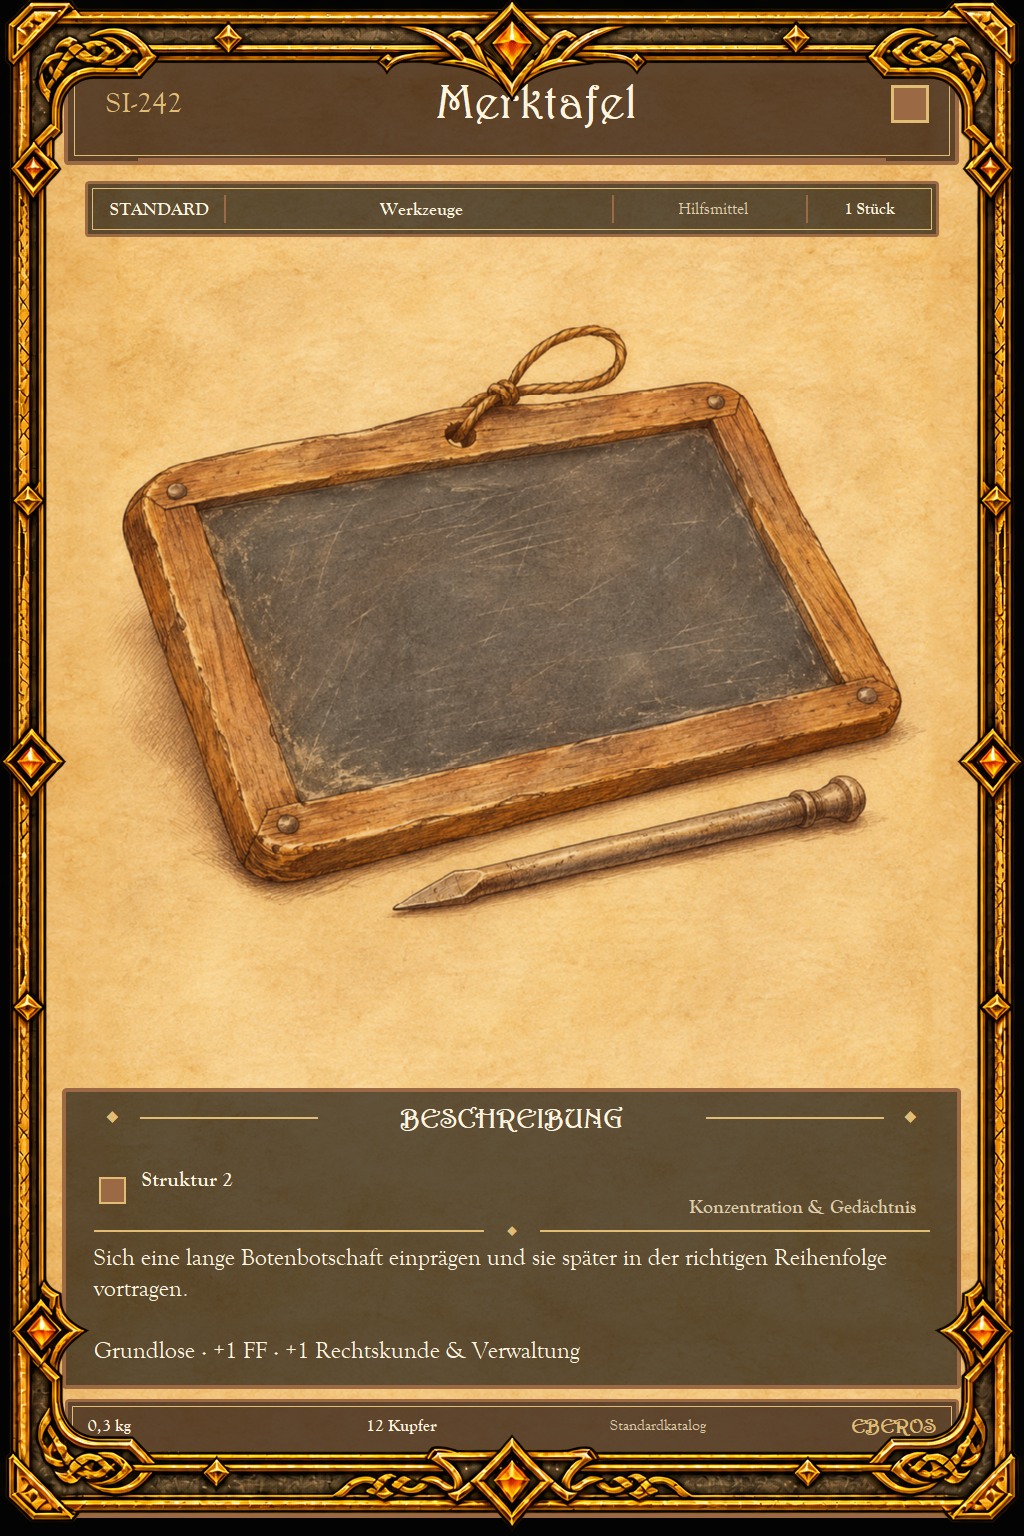 SI-242
Merktafel
STANDARD
Werkzeuge
Hilfsmittel
1 Stück
BESCHREIBUNG
Struktur 2
Konzentration & Gedächtnis
Sich eine lange Botenbotschaft einprägen und sie später in der richtigen Reihenfolge
vortragen.
Grundlose · +1 FF · +1 Rechtskunde & Verwaltung
0,3 kg
12 Kupfer
Standardkatalog
EBEROS